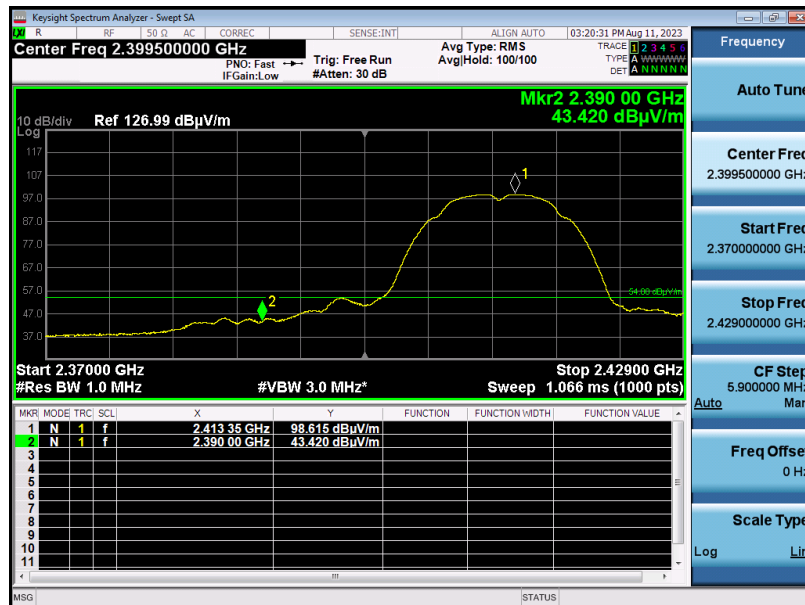 Keysight Spectrum Analyzer - Swept SA
R RF 50 Ω AC CORREC SENSE:INT ALIGN AUTO 03:20:31 PM Aug 11, 2023
Center Freq 2.399500000 GHz
PNO: Fast
IFGain:Low
Trig: Free Run
#Atten: 30 dB
Avg Type: RMS
Avg|Hold: 100/100
TRACE 1 2 3 4 5 6
TYPE A W W W W W
DET A N N N N N
Mkr2 2.390 00 GHz
43.420 dBµV/m
10 dB/div Ref 126.99 dBµV/m
Log
117
107
97.0
87.0
77.0
67.0
57.0
47.0
37.0
1
2
54.00 dBµV/m
Start 2.37000 GHz Stop 2.42900 GHz
#Res BW 1.0 MHz #VBW 3.0 MHz* Sweep 1.066 ms (1000 pts)
MKR MODE TRC SCL X Y FUNCTION FUNCTION WIDTH FUNCTION VALUE
1 N 1 f 2.413 35 GHz 98.615 dBµV/m
2 N 1 f 2.390 00 GHz 43.420 dBµV/m
3
4
5
6
7
8
9
10
11
MSG STATUS
Frequency
Auto Tune
Center Freq
2.399500000 GHz
Start Freq
2.370000000 GHz
Stop Freq
2.429000000 GHz
CF Step
5.900000 MHz
Auto Man
Freq Offset
0 Hz
Scale Type
Log Lin